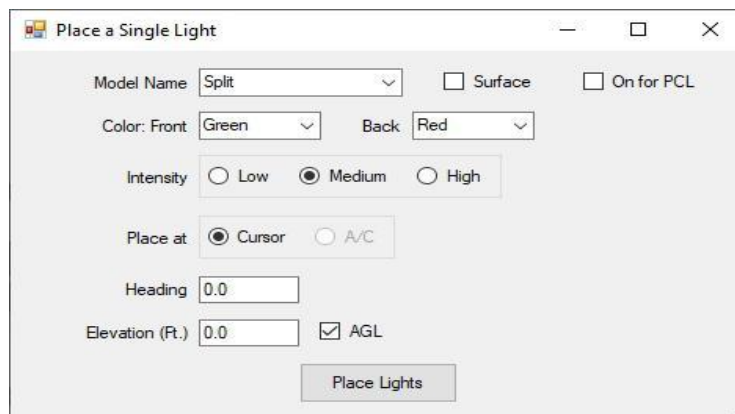 Place a Single Light
Model Name Split Surface On for PCL
Color: Front Green Back Red
Intensity Low Medium High
Place at Cursor A/C
Heading 0.0
Elevation (Ft.) 0.0 AGL
Place Lights